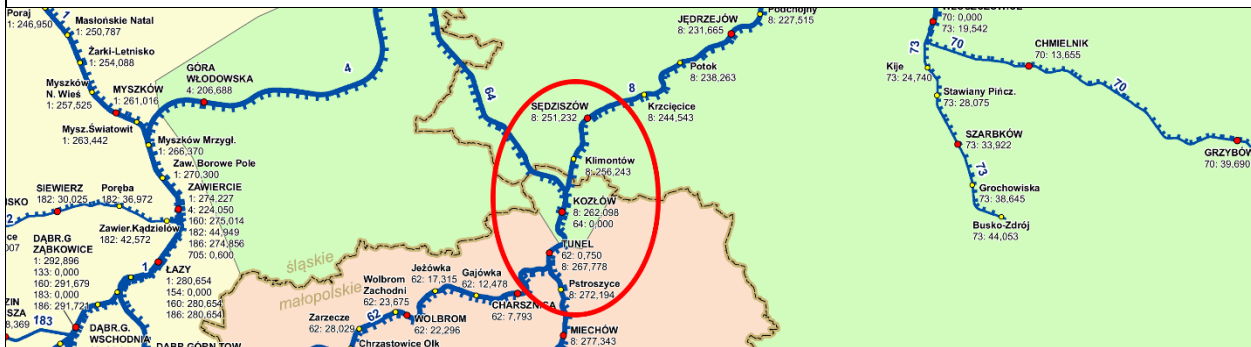 Poraj
1: 246,950
1
Masłońskie Natal
1: 250,787
Żarki-Letnisko
1: 254,088
Myszków
N. Wieś
1: 257,525
MYSZKÓW
1: 261,016
Mysz.Światowit
1: 263,442
Myszków Mrzygł.
1: 266,370
Zaw. Borowe Pole
1: 270,300
ZAWIERCIE
1: 274,227
4: 224,050
160: 275,014
182: 44,949
186: 274,856
705: 0,600
GÓRA
WŁODOWSKA
4: 206,688
4
SIEWIERZ
182: 30,025
Poręba
182: 36,972
Zawier.Kądzielów
182: 42,572
DĄBR.G
ZĄBKOWICE
1: 292,896
133: 0,000
160: 291,679
183: 0,000
186: 291,721
1
ŁAZY
1: 280,654
154: 0,000
160: 280,654
186: 280,654
183
DĄBR.G.
WSCHODNIA
śląskie
małopolskie
64
SĘDZISZÓW
8: 251,232
8
Klimontów
8: 256,243
KOZŁÓW
8: 262,098
64: 0,000
TUNEL
62: 0,750
8: 267,778
Pstroszyce
8: 272,194
MIECHÓW
8: 277,343
Jeżówka
62: 17,315
Gajówka
62: 12,478
CHARSZNICA
62: 7,793
Wolbrom
Zachodni
62: 23,675
WOLBROM
62: 22,296
Zarzecze
62: 28,029
62
Chrząstowice Olk
8: 227,515
JĘDRZEJÓW
8: 231,665
Potok
8: 238,263
Krzcięcice
8: 244,543
70: 0,000
73: 19,542
73
70
Kije
73: 24,740
CHMIELNIK
70: 13,655
70
Stawiany Pińcz.
73: 28,075
SZARBKÓW
73: 33,922
73
Grochowiska
73: 38,645
Busko-Zdrój
73: 44,053
GRZYBÓW
70: 39,690